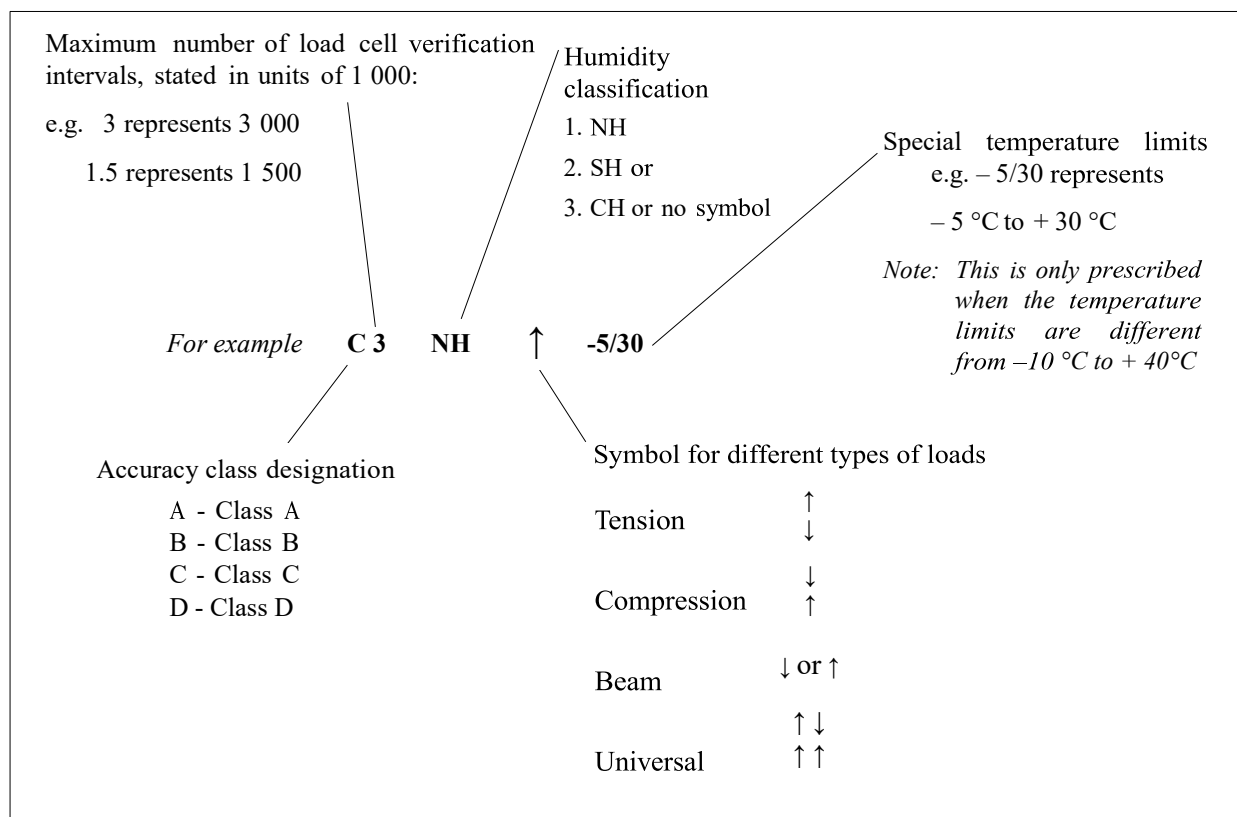 Maximum number of load cell verification
intervals, stated in units of 1 000:
e.g. 3 represents 3 000
1.5 represents 1 500
Humidity
classification
1. NH
2. SH or
3. CH or no symbol
Special temperature limits
e.g. – 5/30 represents
– 5 °C to + 30 °C
Note: This is only prescribed
when the temperature
limits are different
from –10 °C to + 40°C
For example C 3 NH ↑ -5/30
Accuracy class designation
A - Class A
B - Class B
C - Class C
D - Class D
Symbol for different types of loads
Tension ↑
↓
Compression ↓
↑
Beam ↓ or ↑
Universal ↑ ↓
↑ ↑